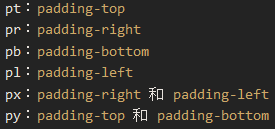 pt：padding-top
pr：padding-right
pb：padding-bottom
pl：padding-left
px：padding-right 和 padding-left
py：padding-top 和 padding-bottom